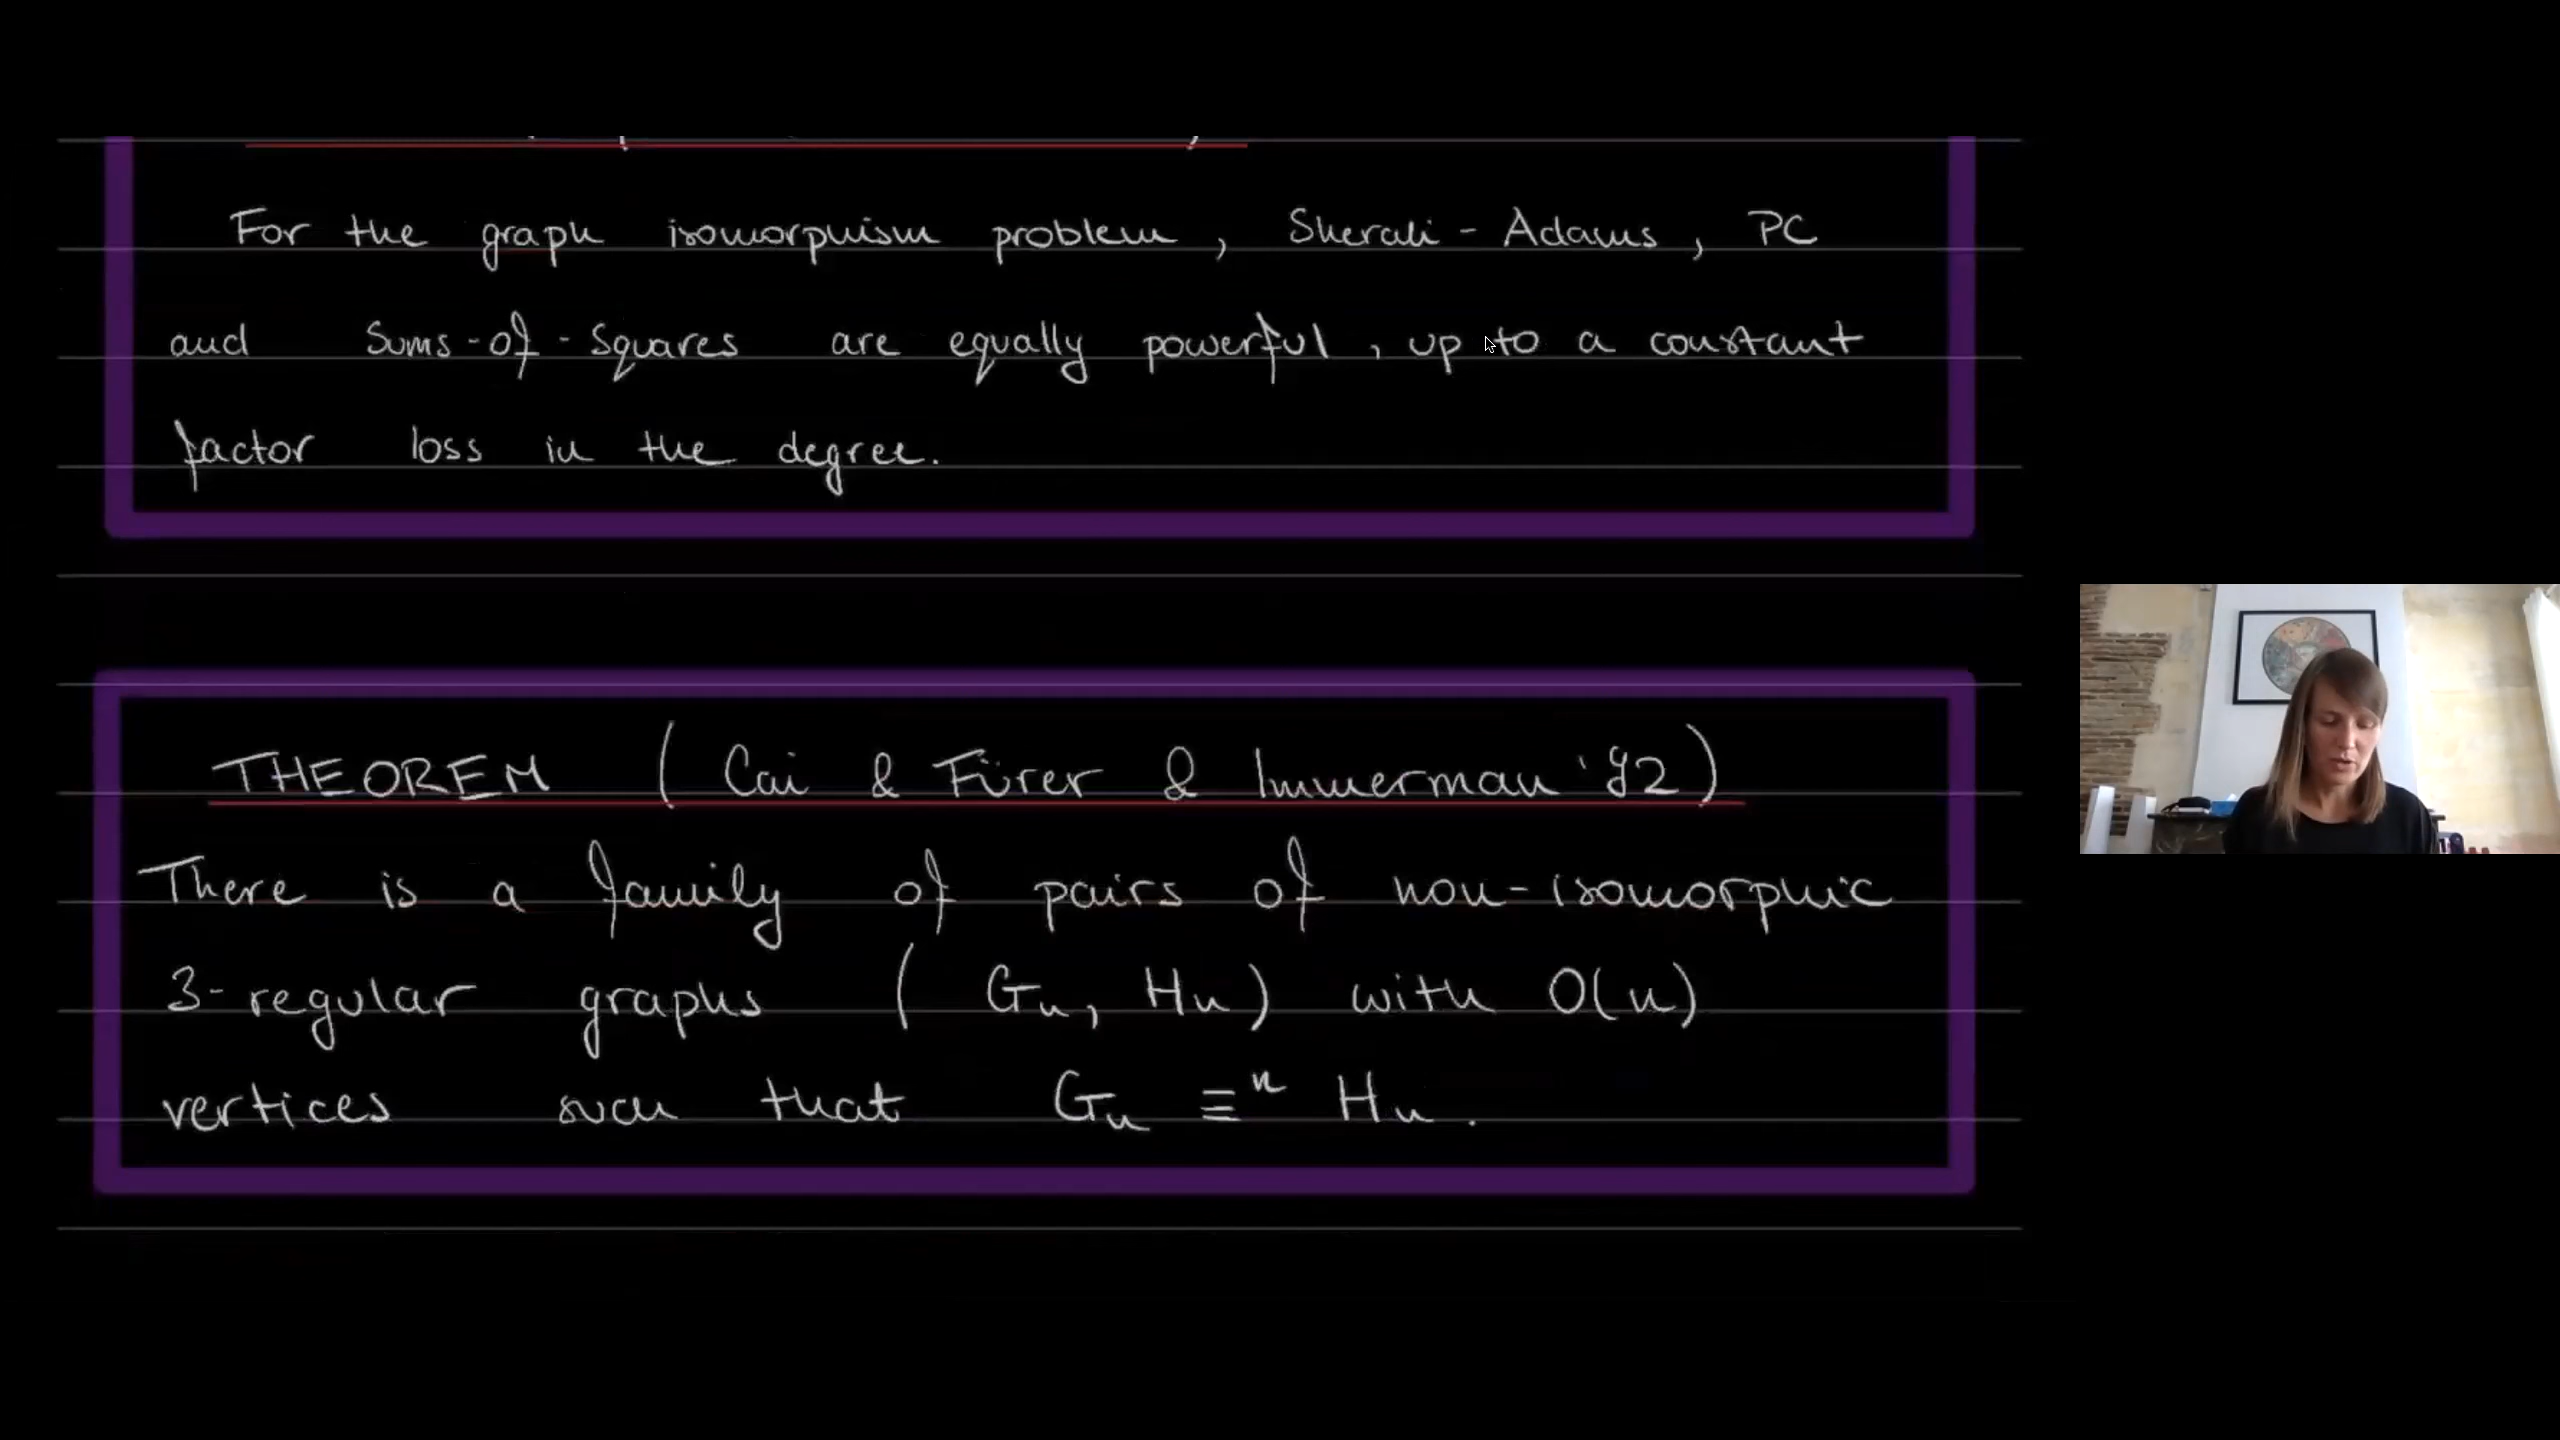 For the graph isomorphism problem, Sherali-Adams, PC
and Sums-of-Squares are equally powerful, up to a constant
factor loss in the degree.
THEOREM (Cai & Fürer & Immerman '92)
There is a family of pairs of non-isomorphic
3-regular graphs (Gn, Hn) with O(n)
vertices such that Gn ≡ⁿ Hn.